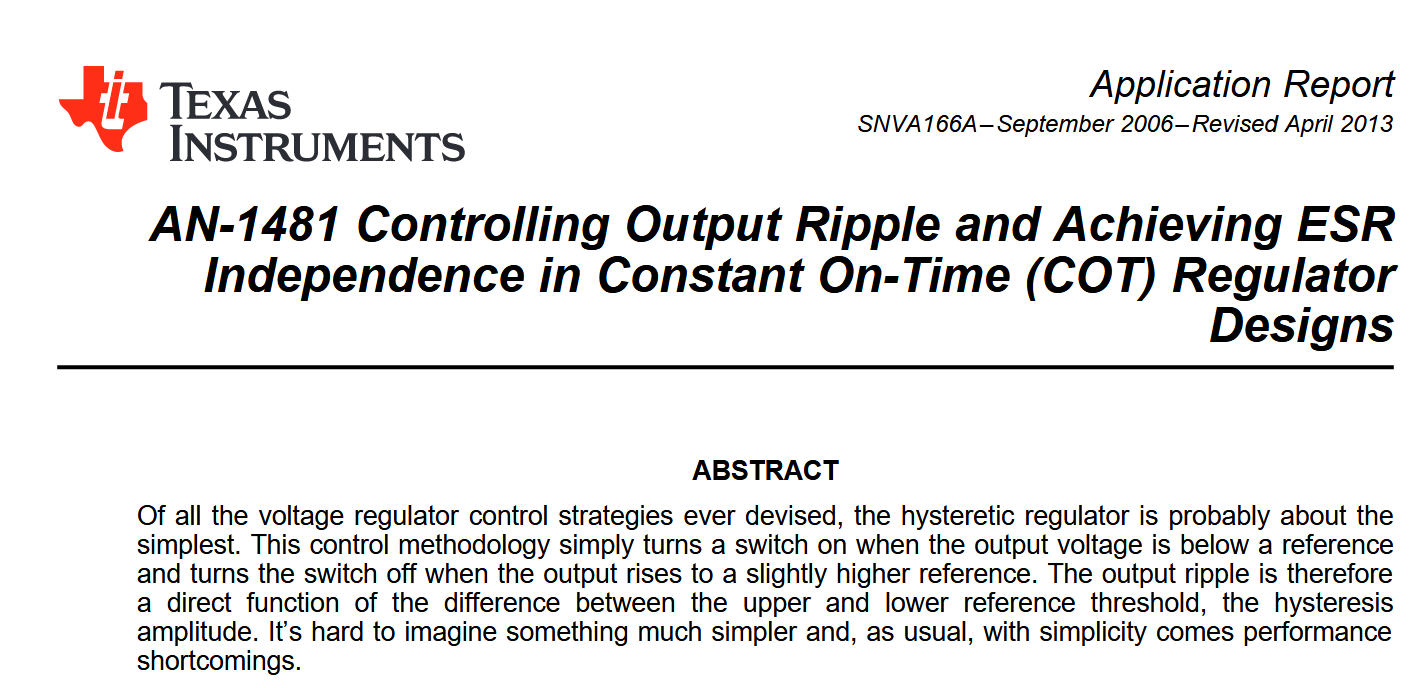 TEXAS
INSTRUMENTS
Application Report
SNVA166A–September 2006–Revised April 2013
AN-1481 Controlling Output Ripple and Achieving ESR
Independence in Constant On-Time (COT) Regulator
Designs
ABSTRACT
Of all the voltage regulator control strategies ever devised, the hysteretic regulator is probably about the
simplest. This control methodology simply turns a switch on when the output voltage is below a reference
and turns the switch off when the output rises to a slightly higher reference. The output ripple is therefore
a direct function of the difference between the upper and lower reference threshold, the hysteresis
amplitude. It’s hard to imagine something much simpler and, as usual, with simplicity comes performance
shortcomings.